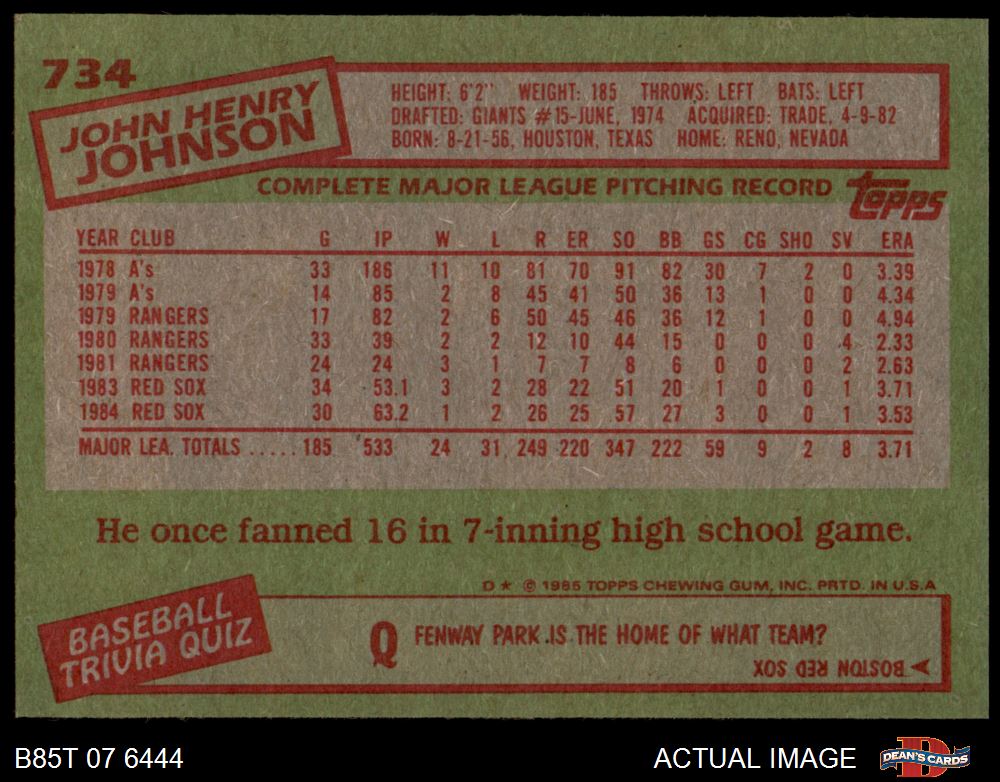 734
JOHN HENRY
JOHNSON
HEIGHT: 6'2" WEIGHT: 185 THROWS: LEFT BATS: LEFT
DRAFTED: GIANTS #15-JUNE, 1974 ACQUIRED: TRADE, 4-9-82
BORN: 8-21-56, HOUSTON, TEXAS HOME: RENO, NEVADA
COMPLETE MAJOR LEAGUE PITCHING RECORD topps
YEAR CLUB G IP W L R ER SO BB GS CG SHO SV ERA
1978 A's 33 186 11 10 81 70 91 82 30 7 2 0 3.39
1979 A's 14 85 2 8 45 41 50 36 13 1 0 0 4.34
1979 RANGERS 17 82 2 6 50 45 46 36 12 1 0 0 4.94
1980 RANGERS 33 39 2 2 12 10 44 15 0 0 0 4 2.33
1981 RANGERS 24 24 3 1 7 7 8 6 0 0 0 2 2.63
1983 RED SOX 34 53.1 3 2 28 22 51 20 1 0 0 1 3.71
1984 RED SOX 30 63.2 1 2 26 25 57 27 3 0 0 1 3.53
MAJOR LEA. TOTALS ..... 185 533 24 31 249 220 347 222 59 9 2 8 3.71
He once fanned 16 in 7-inning high school game.
D * © 1985 TOPPS CHEWING GUM, INC. PRTD. IN U.S.A
BASEBALL
TRIVIA QUIZ
Q FENWAY PARK IS THE HOME OF WHAT TEAM?
BOSTON RED SOX
B85T 07 6444 ACTUAL IMAGE DEAN'S CARDS